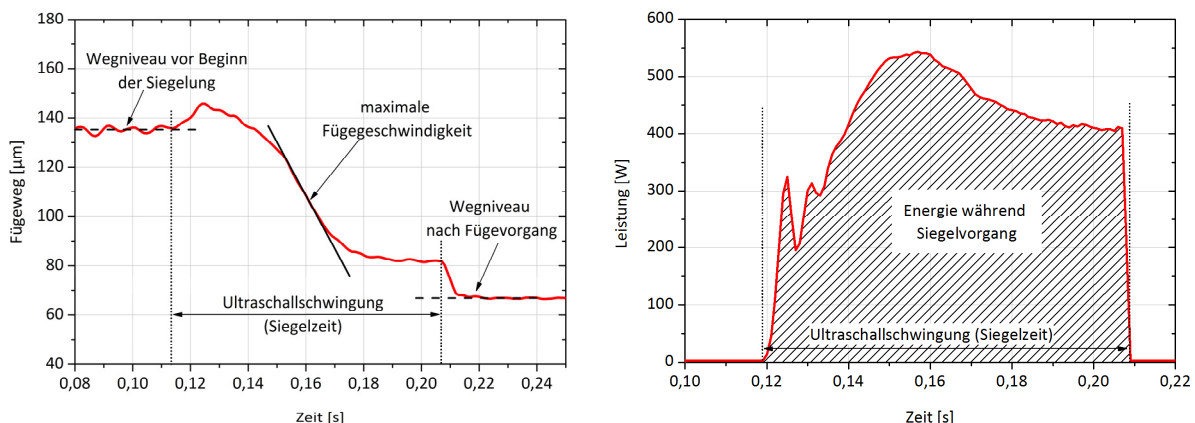 160
140
120
100
80
60
40
0,08
0,10
0,12
0,14
0,16
0,18
0,20
0,22
0,24
Fügeweg [µm]
Zeit [s]
Wegniveau vor Beginn
der Siegelung
maximale
Fügegeschwindigkeit
Wegniveau
nach Fügevorgang
Ultraschallschwingung
(Siegelzeit)
600
500
400
300
200
100
0
0,10
0,12
0,14
0,16
0,18
0,20
0,22
Leistung [W]
Zeit [s]
Energie während
Siegelvorgang
Ultraschallschwingung (Siegelzeit)